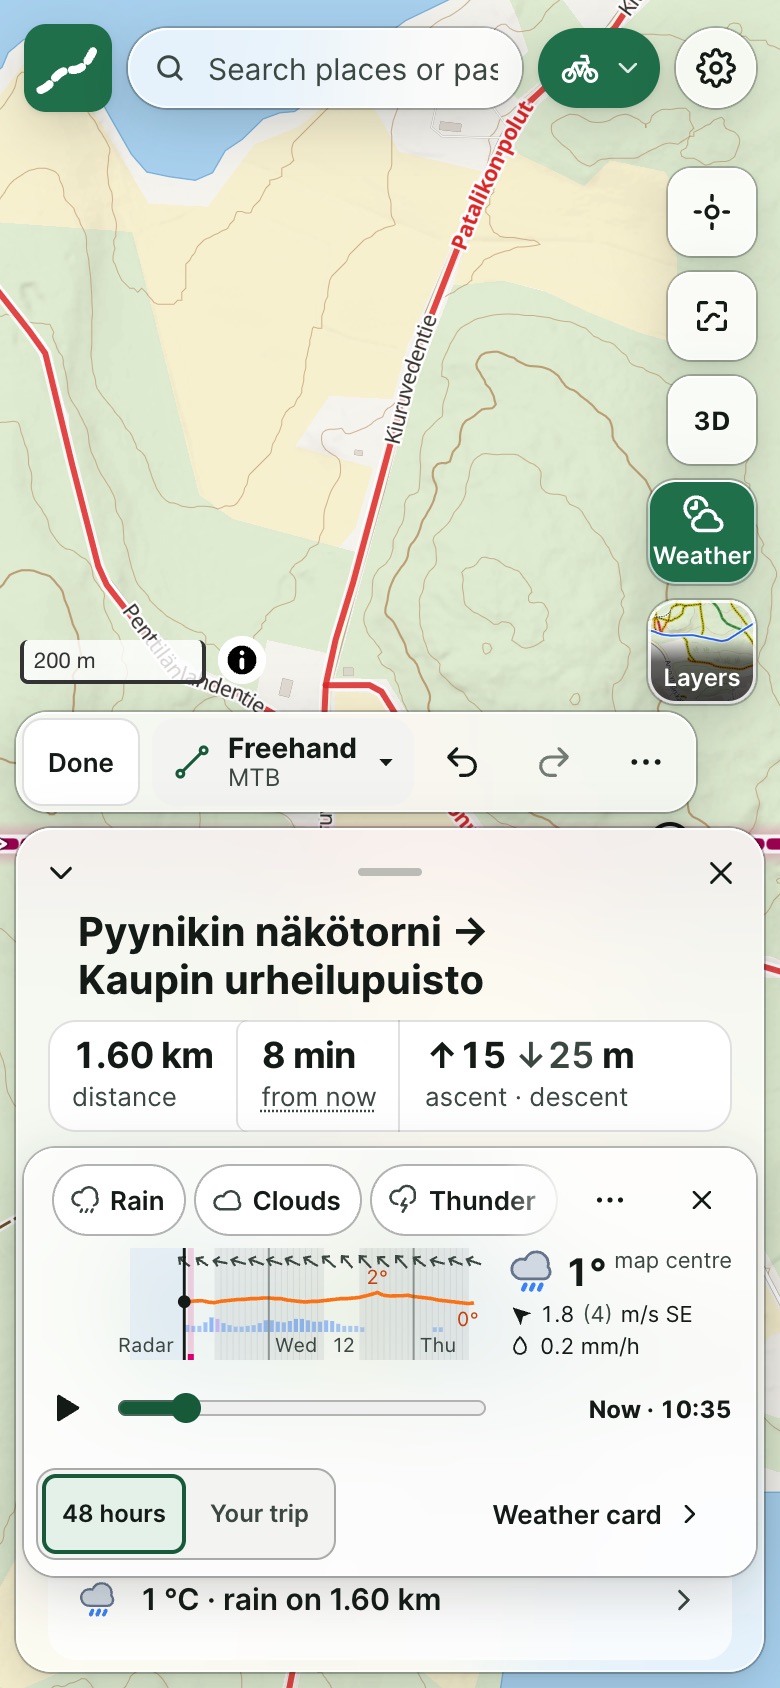 Search places or pas
Patalikon polut
Kiuruvedentie
3D
Weather
200 m
Layers
Done
Freehand
MTB
Pyynikin näkötorni →
Kaupin urheilupuisto
1.60 km
distance
8 min
from now
↑15 ↓25 m
ascent · descent
Rain
Clouds
Thunder
2°
0°
Radar
Wed
12
Thu
1° map centre
1.8 (4) m/s SE
0.2 mm/h
Now · 10:35
48 hours
Your trip
Weather card
1 °C · rain on 1.60 km